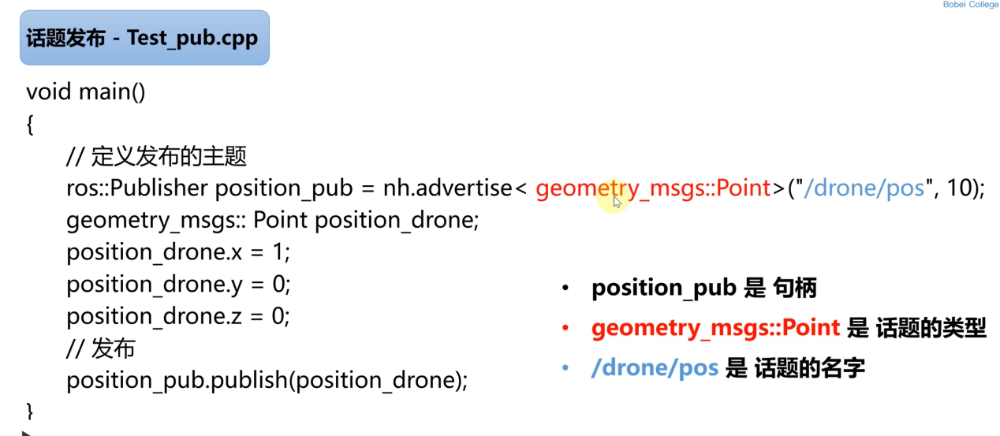 Bobei College
话题发布 - Test_pub.cpp
void main()
{
// 定义发布的主题
ros::Publisher position_pub = nh.advertise< geometry_msgs::Point>("/drone/pos", 10);
geometry_msgs:: Point position_drone;
position_drone.x = 1;
position_drone.y = 0;
position_drone.z = 0;
// 发布
position_pub.publish(position_drone);
}
• position_pub 是 句柄
• geometry_msgs::Point 是 话题的类型
• /drone/pos 是 话题的名字